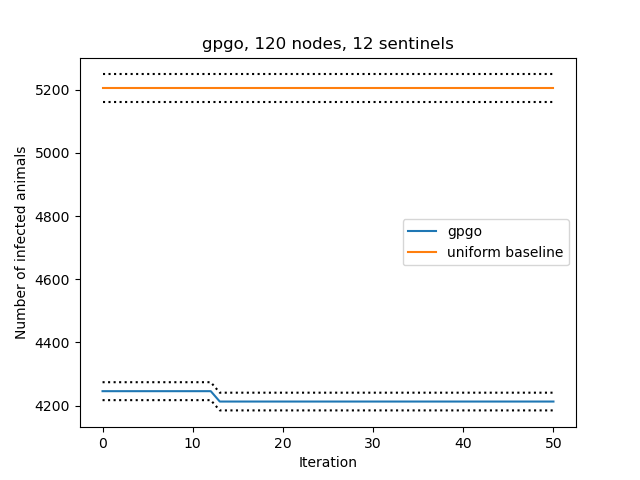 gpgo, 120 nodes, 12 sentinels
5200
5000
4800
4600
4400
4200
Number of infected animals
gpgo
uniform baseline
0 10 20 30 40 50
Iteration